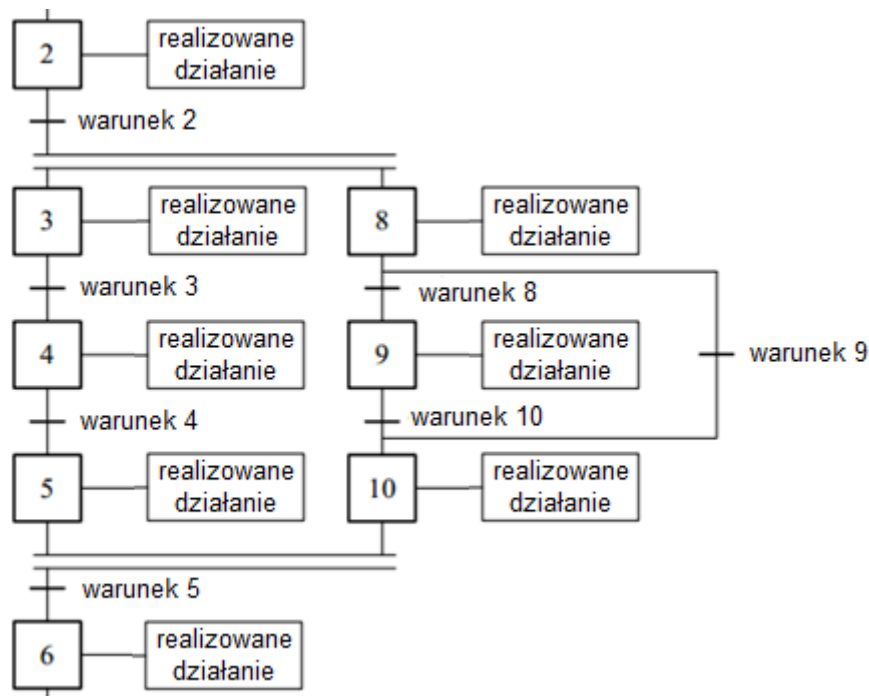 2
realizowane
działanie
warunek 2
3
realizowane
działanie
8
realizowane
działanie
warunek 3
warunek 8
4
realizowane
działanie
9
realizowane
działanie
warunek 9
warunek 4
warunek 10
5
realizowane
działanie
10
realizowane
działanie
warunek 5
6
realizowane
działanie